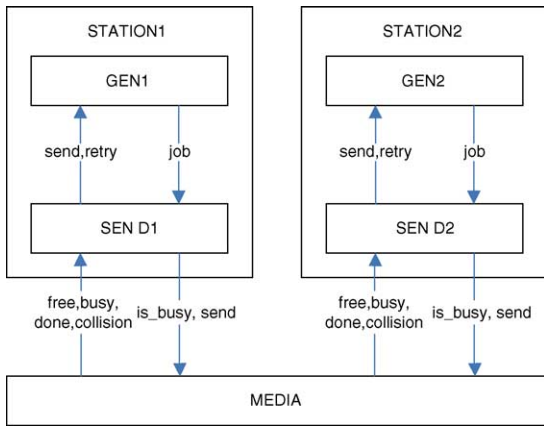 STATION1
GEN1
send,retry
job
SEN D1
free,busy,
done,collision
is_busy, send
STATION2
GEN2
send,retry
job
SEN D2
free,busy,
done,collision
is_busy, send
MEDIA